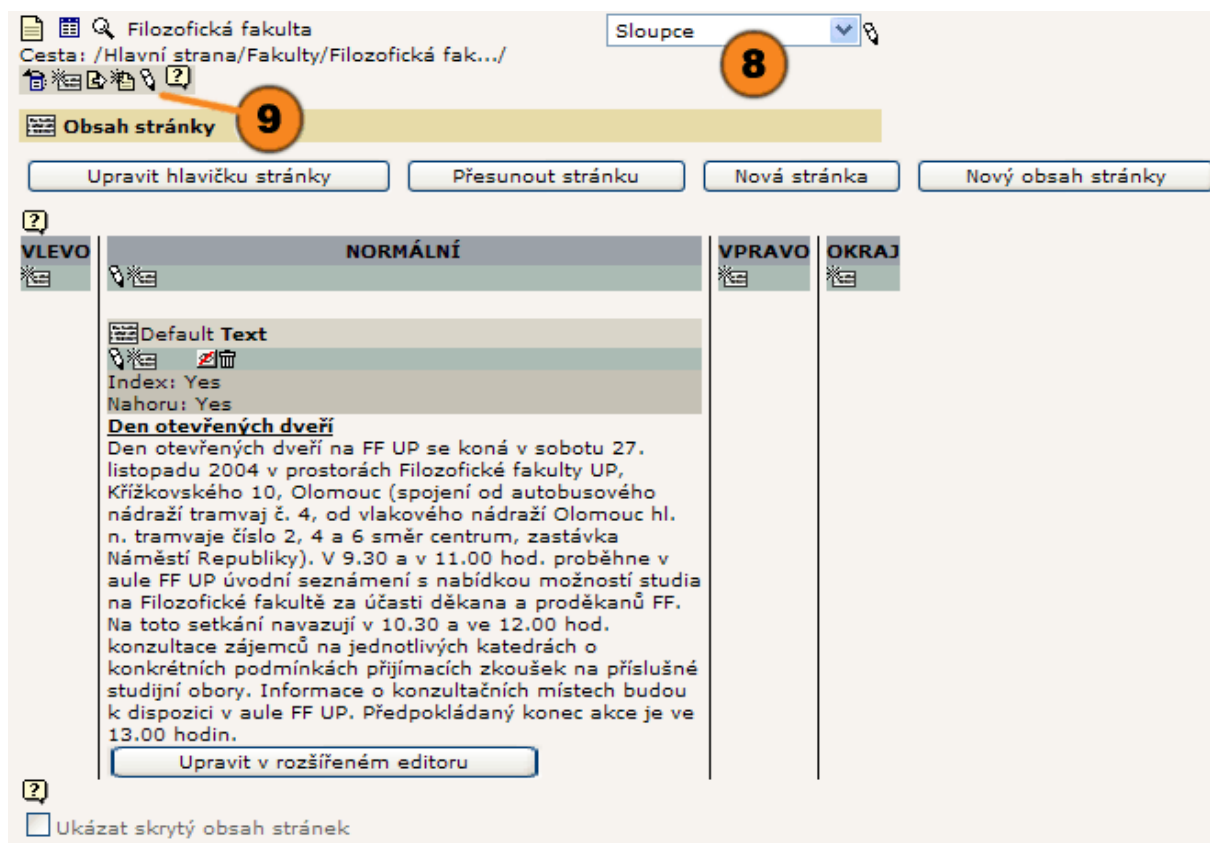 Filozofická fakulta
Sloupce
8
Cesta: /Hlavní strana/Fakulty/Filozofická fak.../
9
Obsah stránky
Upravit hlavičku stránky
Přesunout stránku
Nová stránka
Nový obsah stránky
VLEVO
NORMÁLNÍ
VPRAVO
OKRAJ
Default Text
Index: Yes
Nahoru: Yes
Den otevřených dveří
Den otevřených dveří na FF UP se koná v sobotu 27.
listopadu 2004 v prostorách Filozofické fakulty UP,
Křížkovského 10, Olomouc (spojení od autobusového
nádraží tramvaj č. 4, od vlakového nádraží Olomouc hl.
n. tramvaje číslo 2, 4 a 6 směr centrum, zastávka
Náměstí Republiky). V 9.30 a v 11.00 hod. proběhne v
aule FF UP úvodní seznámení s nabídkou možností studia
na Filozofické fakultě za účasti děkana a proděkanů FF.
Na toto setkání navazují v 10.30 a ve 12.00 hod.
konzultace zájemců na jednotlivých katedrách o
konkrétních podmínkách přijímacích zkoušek na příslušné
studijní obory. Informace o konzultačních místech budou
k dispozici v aule FF UP. Předpokládaný konec akce je ve
13.00 hodin.
Upravit v rozšířeném editoru
Ukázat skrytý obsah stránek